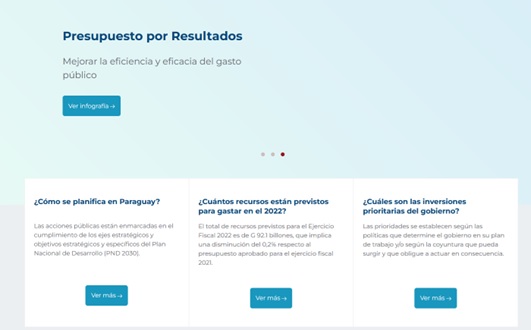 Presupuesto por Resultados
Mejorar la eficiencia y eficacia del gasto
público
Ver infografía →
¿Cómo se planifica en Paraguay?
Las acciones públicas están enmarcadas en el
cumplimiento de los ejes estratégicos y
objetivos estratégicos y específicos del Plan
Nacional de Desarrollo (PND 2030).
Ver más →
¿Cuántos recursos están previstos
para gastar en el 2022?
El total de recursos previstos para el Ejercicio
Fiscal 2022 es de G 92.1 billones, que implica
una disminución del 0,2% respecto al
presupuesto aprobado para el ejercicio fiscal
2021.
Ver más →
¿Cuáles son las inversiones
prioritarias del gobierno?
Las prioridades se establecen según las
políticas que determine el gobierno en su plan
de trabajo y/o según la coyuntura que pueda
surgir y que obligue a actuar en consecuencia.
Ver más →